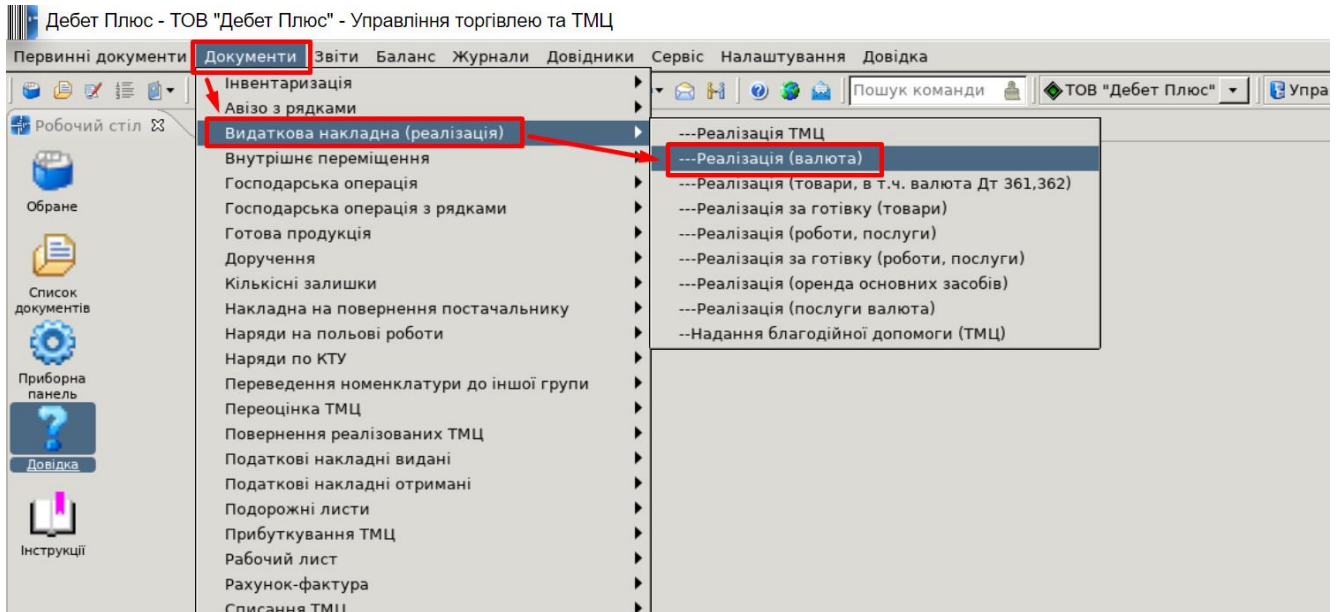 Дебет Плюс - ТОВ "Дебет Плюс" - Управління торгівлею та ТМЦ
Первинні документи Документи Звіти Баланс Журнали Довідники Сервіс Налаштування Довідка
Пошук команди ТОВ "Дебет Плюс" Упра
Робочий стіл
Обране
Список документів
Приборна панель
Довідка
Інструкції
Інвентаризація
Авізо з рядками
Видаткова накладна (реалізація)
Внутрішнє переміщення
Господарська операція
Господарська операція з рядками
Готова продукція
Доручення
Кількісні залишки
Накладна на повернення постачальнику
Наряди на польові роботи
Наряди по КТУ
Переведення номенклатури до іншої групи
Переоцінка ТМЦ
Повернення реалізованих ТМЦ
Податкові накладні видані
Податкові накладні отримані
Подорожні листи
Прибуткування ТМЦ
Рабочий лист
Рахунок-фактура
Списання ТМЦ
---Реалізація ТМЦ
---Реалізація (валюта)
---Реалізація (товари, в т.ч. валюта Дт 361,362)
---Реалізація за готівку (товари)
---Реалізація (роботи, послуги)
---Реалізація за готівку (роботи, послуги)
---Реалізація (оренда основних засобів)
---Реалізація (послуги валюта)
--Надання благодійної допомоги (ТМЦ)